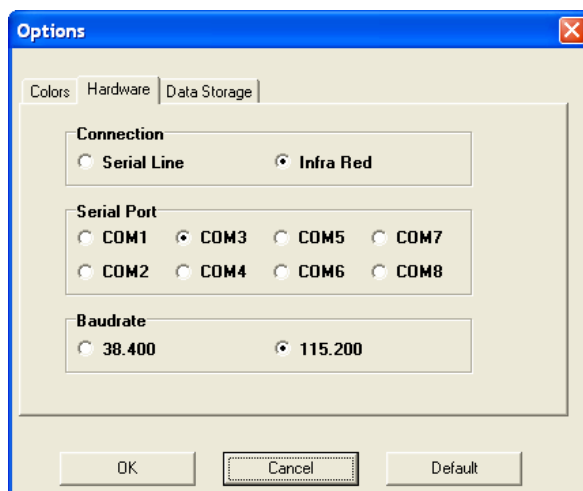 Options
Colors Hardware Data Storage
Connection
Serial Line Infra Red
Serial Port
COM1 COM3 COM5 COM7
COM2 COM4 COM6 COM8
Baudrate
38.400 115.200
OK Cancel Default